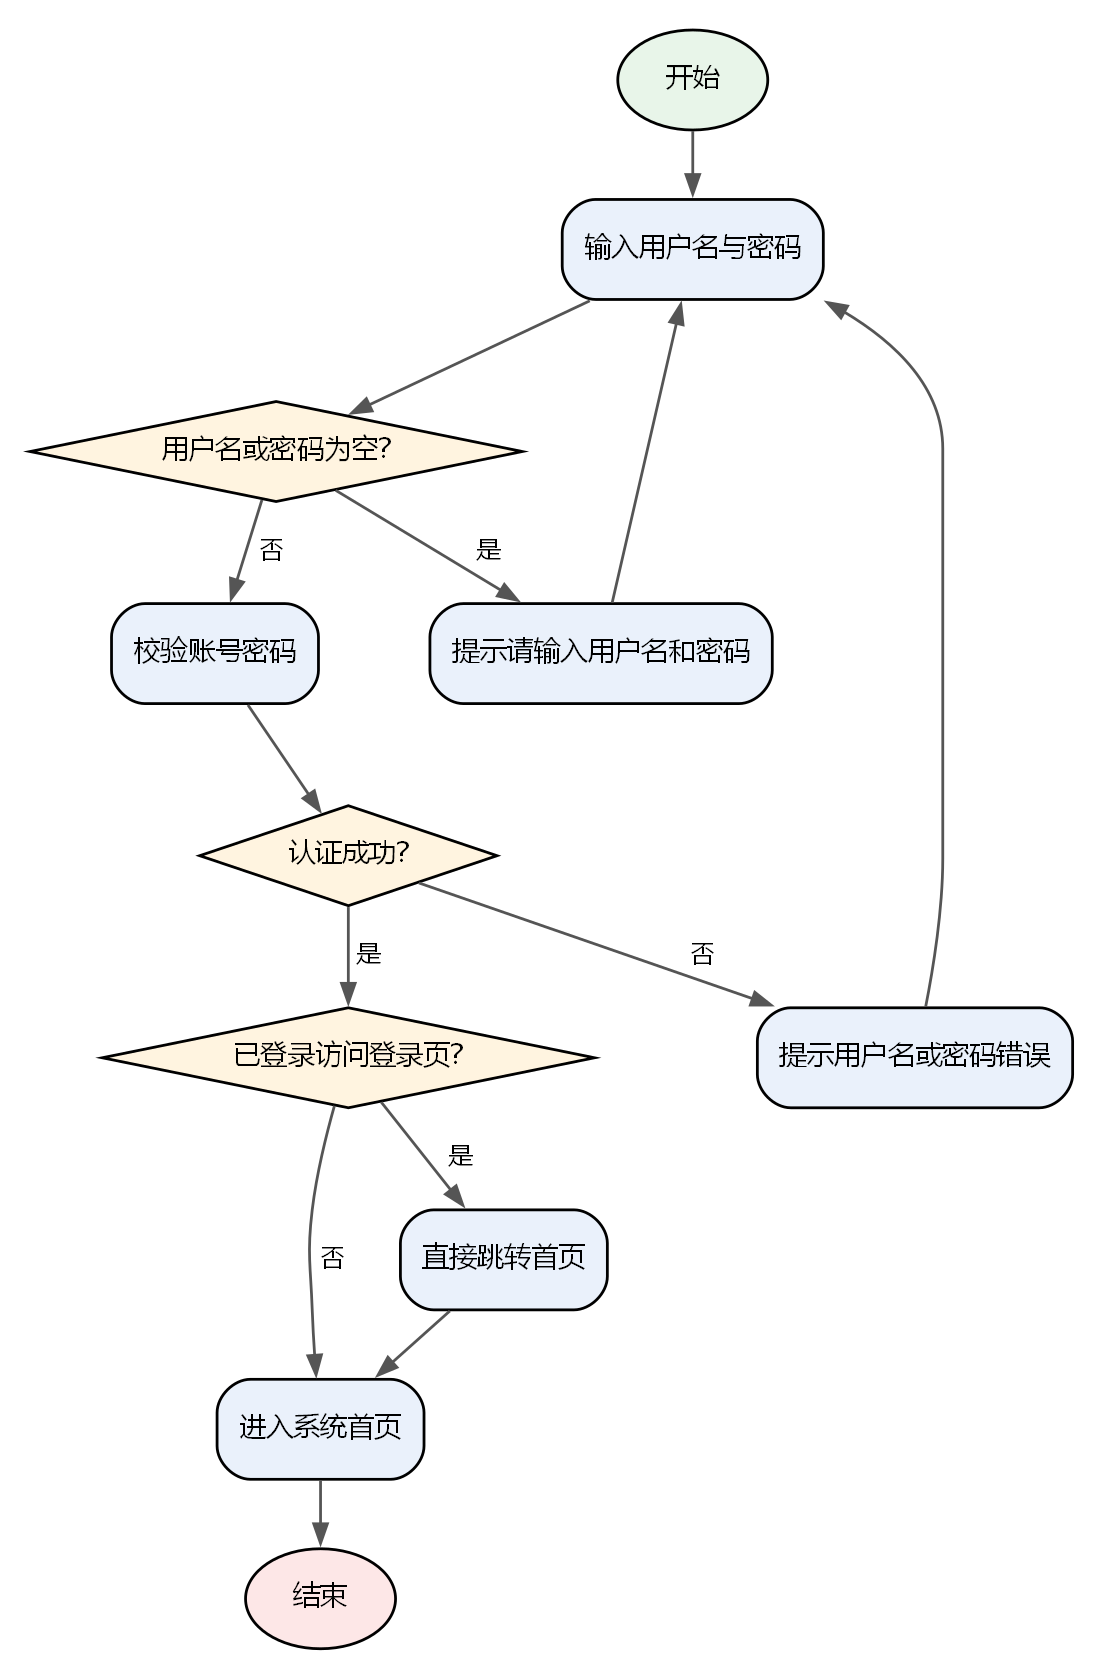 开始
输入用户名与密码
用户名或密码为空?
否
是
校验账号密码
提示请输入用户名和密码
认证成功?
是
否
已登录访问登录页?
提示用户名或密码错误
是
否
直接跳转首页
进入系统首页
结束